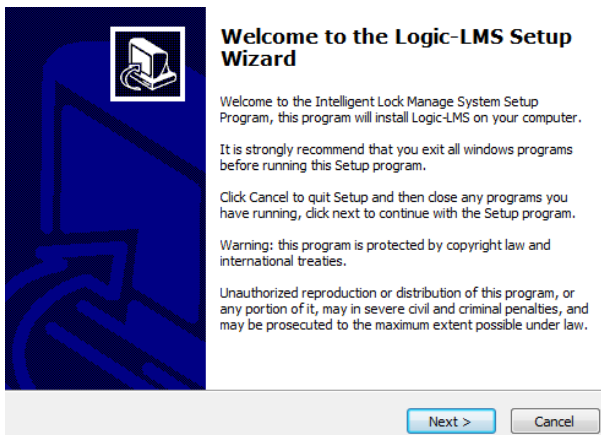 Welcome to the Logic-LMS Setup
Wizard
Welcome to the Intelligent Lock Manage System Setup
Program, this program will install Logic-LMS on your computer.
It is strongly recommend that you exit all windows programs
before running this Setup program.
Click Cancel to quit Setup and then close any programs you
have running, click next to continue with the Setup program.
Warning: this program is protected by copyright law and
international treaties.
Unauthorized reproduction or distribution of this program, or
any portion of it, may in severe civil and criminal penalties, and
may be prosecuted to the maximum extent possible under law.
Next > Cancel